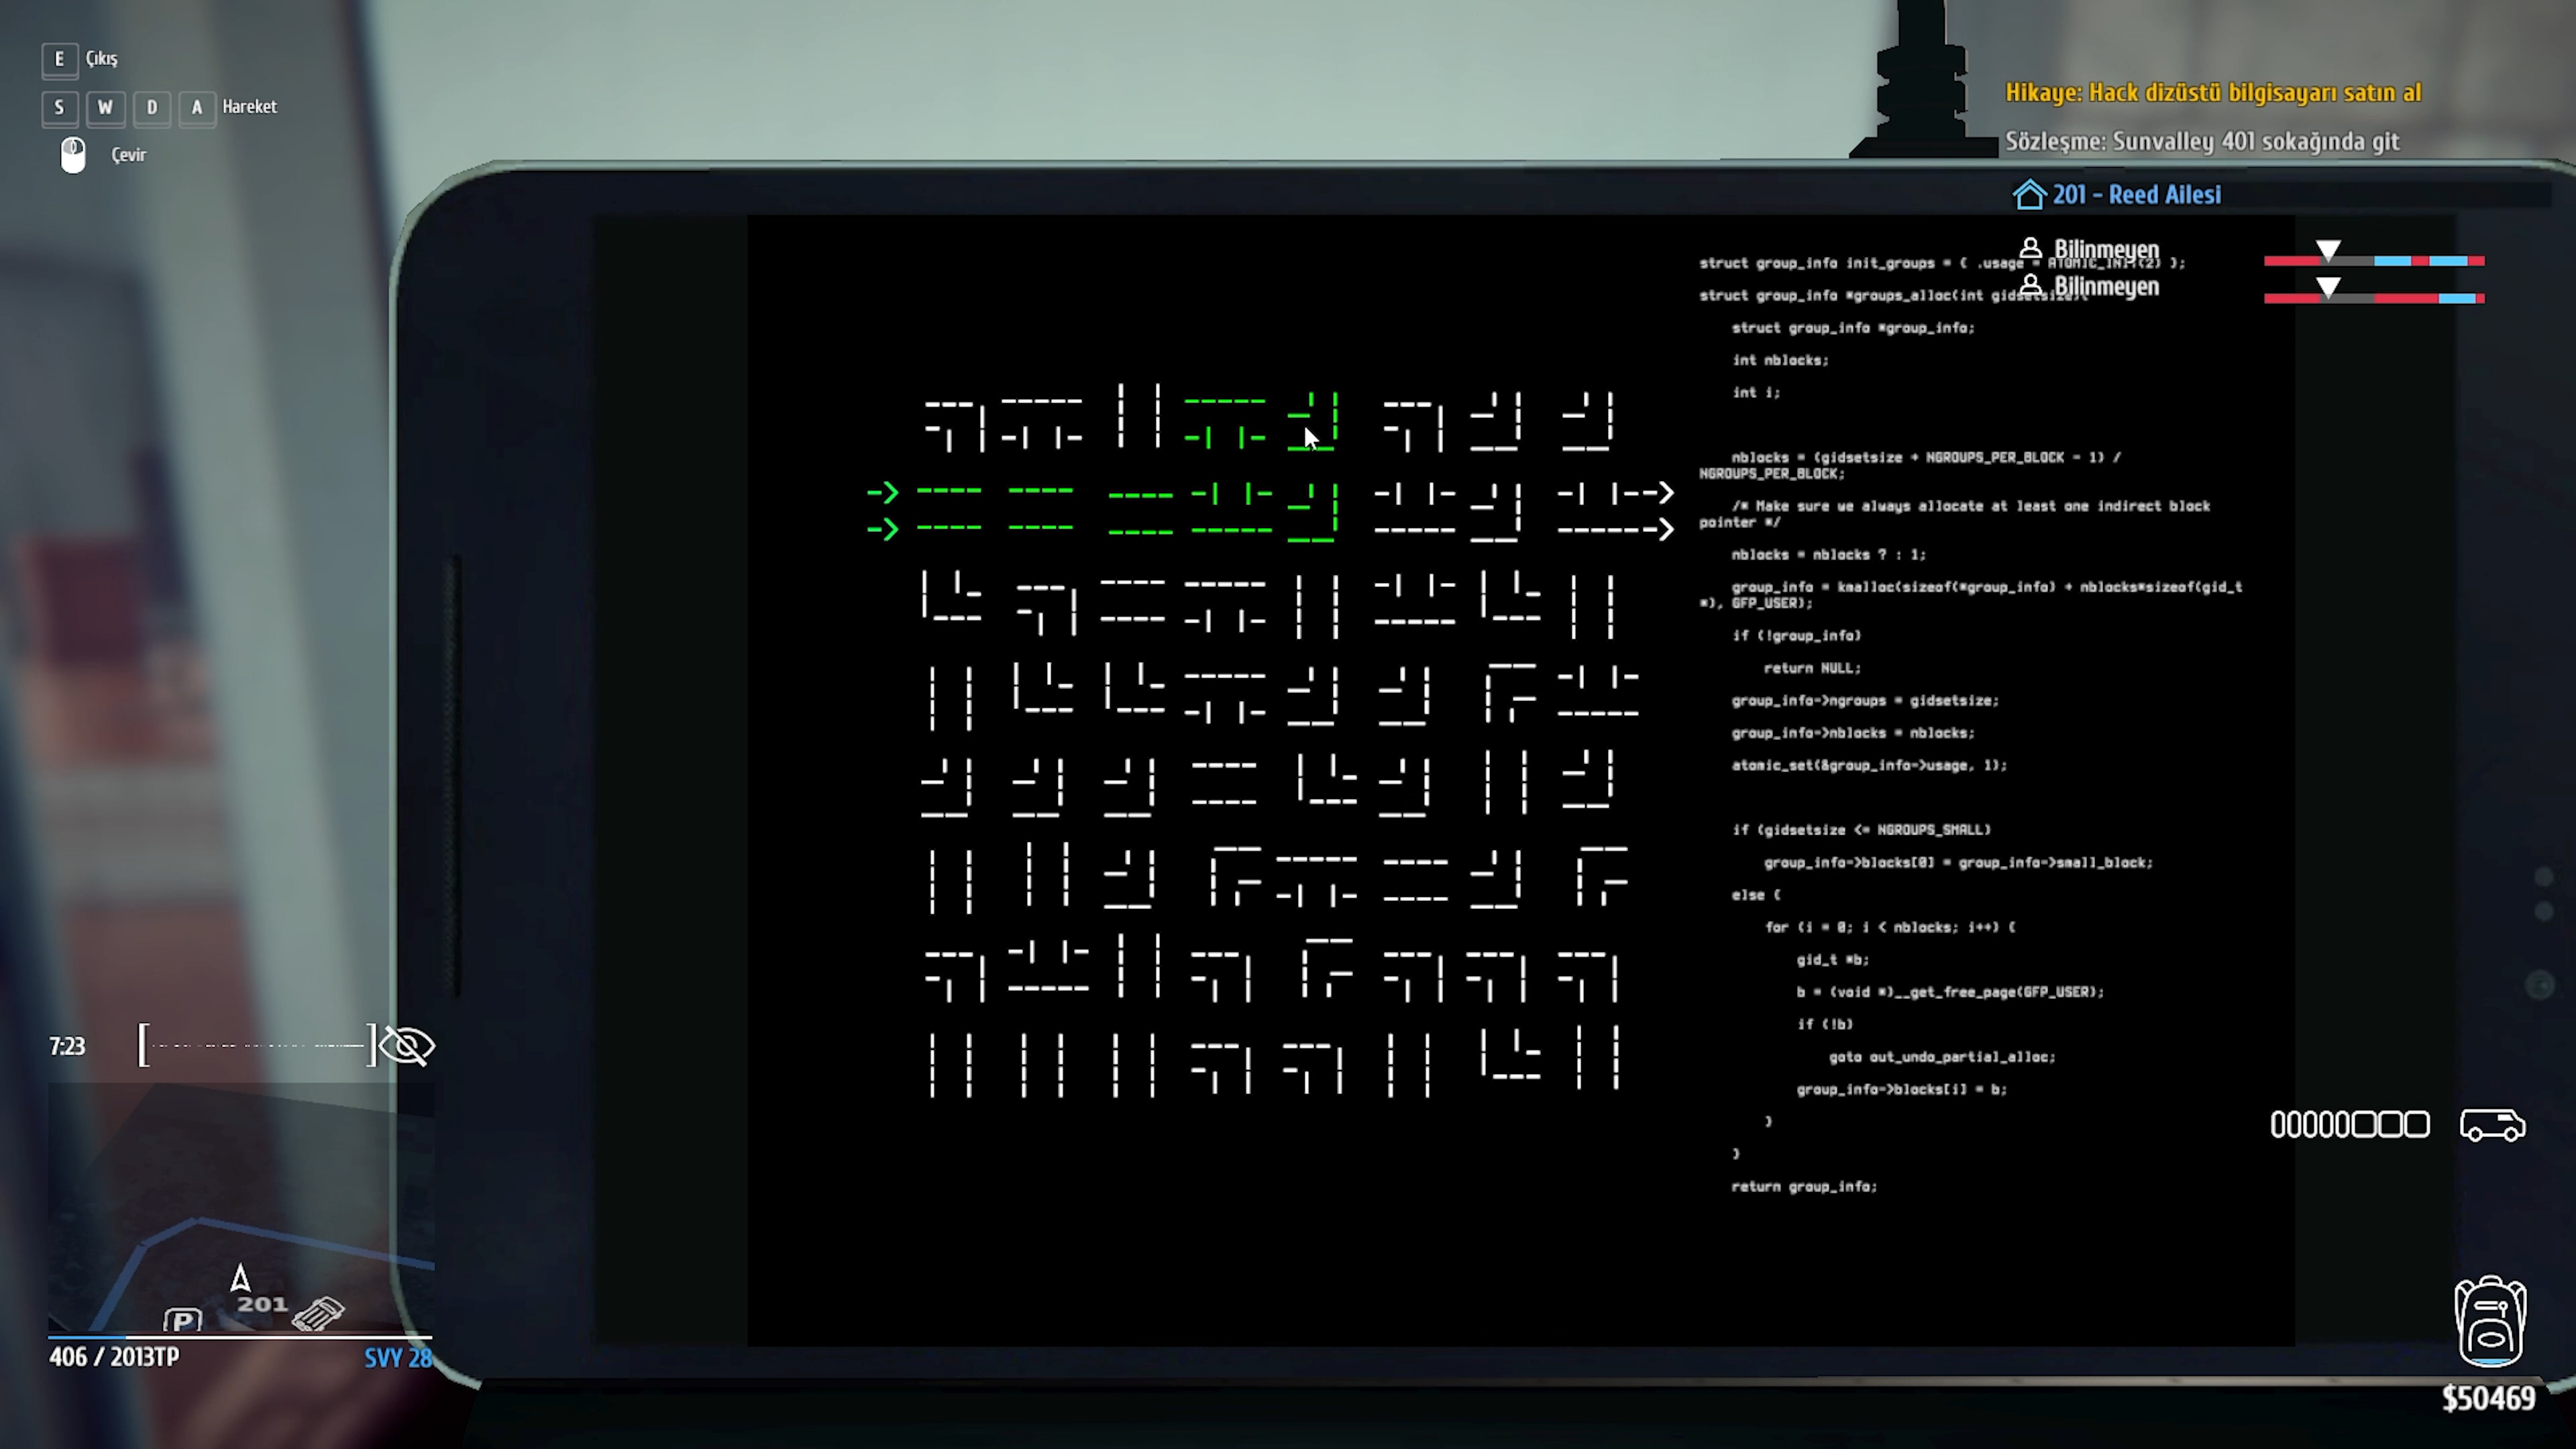 E Çıkış
S W D A Hareket
Çevir
Hikaye: Hack dizüstü bilgisayarı satın al
Sözleşme: Sunvalley 401 sokağında git
201 - Reed Ailesi
Bilinmeyen
Bilinmeyen
struct group_info init_groups = { .usage = ATOMIC_INIT(2) };
struct group_info *groups_alloc(int gidsetsize){
struct group_info *group_info;
int nblocks;
int i;
nblocks = (gidsetsize + NGROUPS_PER_BLOCK - 1) /
NGROUPS_PER_BLOCK;
/* Make sure we always allocate at least one indirect block
pointer */
nblocks = nblocks ? : 1;
group_info = kmalloc(sizeof(*group_info) + nblocks*sizeof(gid_t
*), GFP_USER);
if (!group_info)
return NULL;
group_info->ngroups = gidsetsize;
group_info->nblocks = nblocks;
atomic_set(&group_info->usage, 1);
if (gidsetsize <= NGROUPS_SMALL)
group_info->blocks[0] = group_info->small_block;
else {
for (i = 0; i < nblocks; i++) {
gid_t *b;
b = (void *)__get_free_page(GFP_USER);
if (!b)
goto out_undo_partial_alloc;
group_info->blocks[i] = b;
}
}
return group_info;
7:23
201
P
406 / 2013TP
SVY 28
$50469